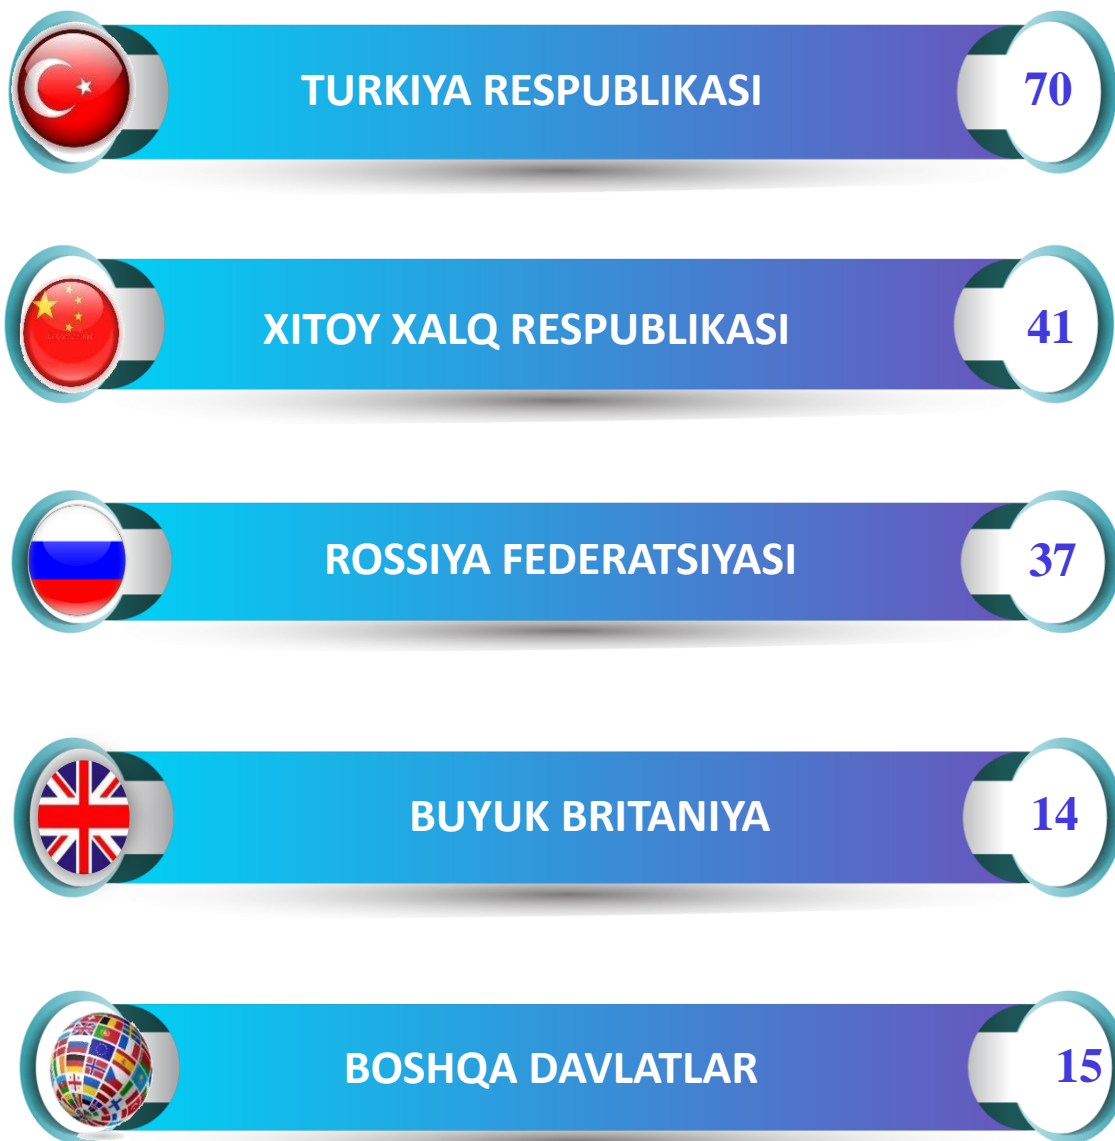 TURKIYA RESPUBLIKASI 70
XITOY XALQ RESPUBLIKASI 41
ROSSIYA FEDERATSIYASI 37
BUYUK BRITANIYA 14
BOSHQA DAVLATLAR 15